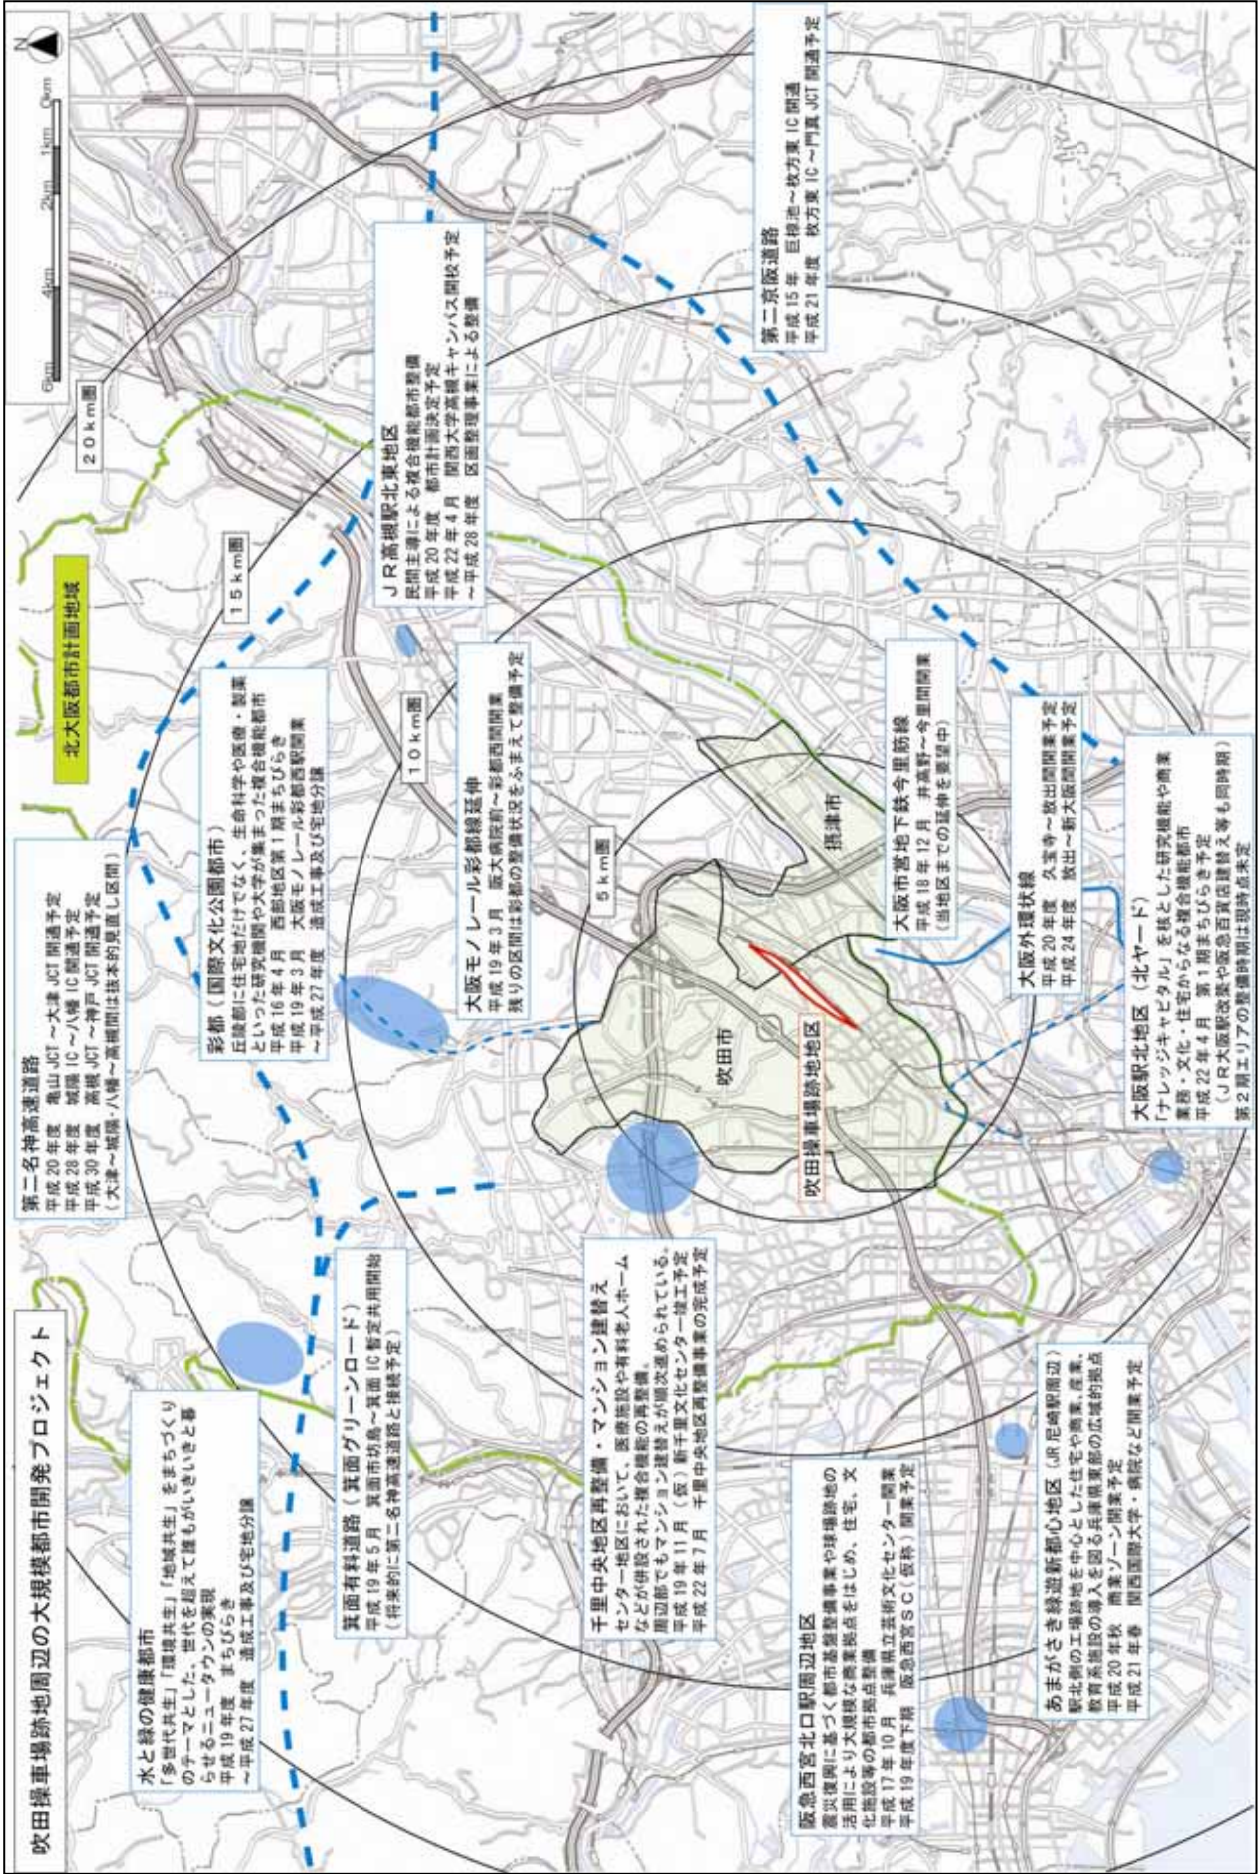 吹田操車場跡地周辺の大規模都市開発プロジェクト
水と緑の健康都市
「多世代共生」「環境共生」「地域共生」をまちづくり
のテーマとした、世代を超えて誰もがいきいきと暮
らせるニュータウンの実現
平成19年度 まちびらき
～平成27年度 造成工事及び宅地分譲
第二名神高速道路
平成20年度 亀山JCT～大津JCT開通予定
平成28年度 城陽IC～八幡IC開通予定
平成30年度 高槻JCT～神戸JCT開通予定
（大津～城陽・八幡～高槻間は抜本的見直し区間）
北大阪都市計画地域
20km圏
6km
4km
2km
1km
0km
N
彩都（国際文化公園都市）
丘陵部に住宅地だけでなく、生命科学や医療・製薬
といった研究機関や大学が集まった複合機能都市
平成16年4月 西部地区第1期まちびらき
平成19年3月 大阪モノレール彩都西駅開業
～平成27年度 造成工事及び宅地分譲
15km圏
箕面有料道路（箕面グリーンロード）
平成19年5月 箕面市坊島～箕面IC暫定共用開始
（将来的に第二名神高速道路と接続予定）
10km圏
JR高槻駅北東地区
民間主導による複合機能都市整備
平成20年度 都市計画決定予定
平成22年4月 関西大学高槻キャンパス開校予定
～平成28年度 区画整理事業による整備
大阪モノレール彩都線延伸
平成19年3月 阪大病院前～彩都西間開業
残りの区間は彩都の整備状況をふまえて整備予定
千里中央地区再整備・マンション建替え
センター地区において、医療施設や有料老人ホーム
などが併設された複合機能の再整備。
周辺部でもマンション建替えが順次進められている。
平成19年11月（仮）新千里文化センター竣工予定
平成22年7月 千里中央地区再整備事業の完成予定
5km圏
吹田市
摂津市
吹田操車場跡地地区
第二京阪道路
平成15年 巨椋池～枚方東IC開通
平成21年度 枚方東IC～門真JCT開通予定
阪急西宮北口駅周辺地区
震災復興に基づく都市基盤整備事業や球場跡地の
活用により大規模な商業拠点をはじめ、住宅、文
化施設等の都市拠点整備
平成17年10月 兵庫県立芸術文化センター開業
平成19年度下期 阪急西宮SC（仮称 開業予定
大阪市営地下鉄今里筋線
平成18年12月 井高野～今里間開業
（当地区までの延伸を要望中）
大阪外環状線
平成20年度 久宝寺～放出間開業予定
平成24年度 放出～新大阪間開業予定
あまがさき緑遊新都心地区（JR尼崎駅周辺）
駅北側の工場跡地を中心とした住宅や商業、産業、
教育系施設の導入を図る兵庫県東部の広域的拠点
平成20年秋 商業ゾーン開業予定
平成21年春 関西国際大学・病院など開業予定
大阪駅北地区（北ヤード）
「ナレッジキャピタル」を核とした研究機能や商業
業務・文化・住宅からなる複合機能都市
平成22年4月 第1期まちびらき予定
（JR大阪駅改築や阪急百貨店建替え等も同時期）
第2期エリアの整備時期は現時点未定